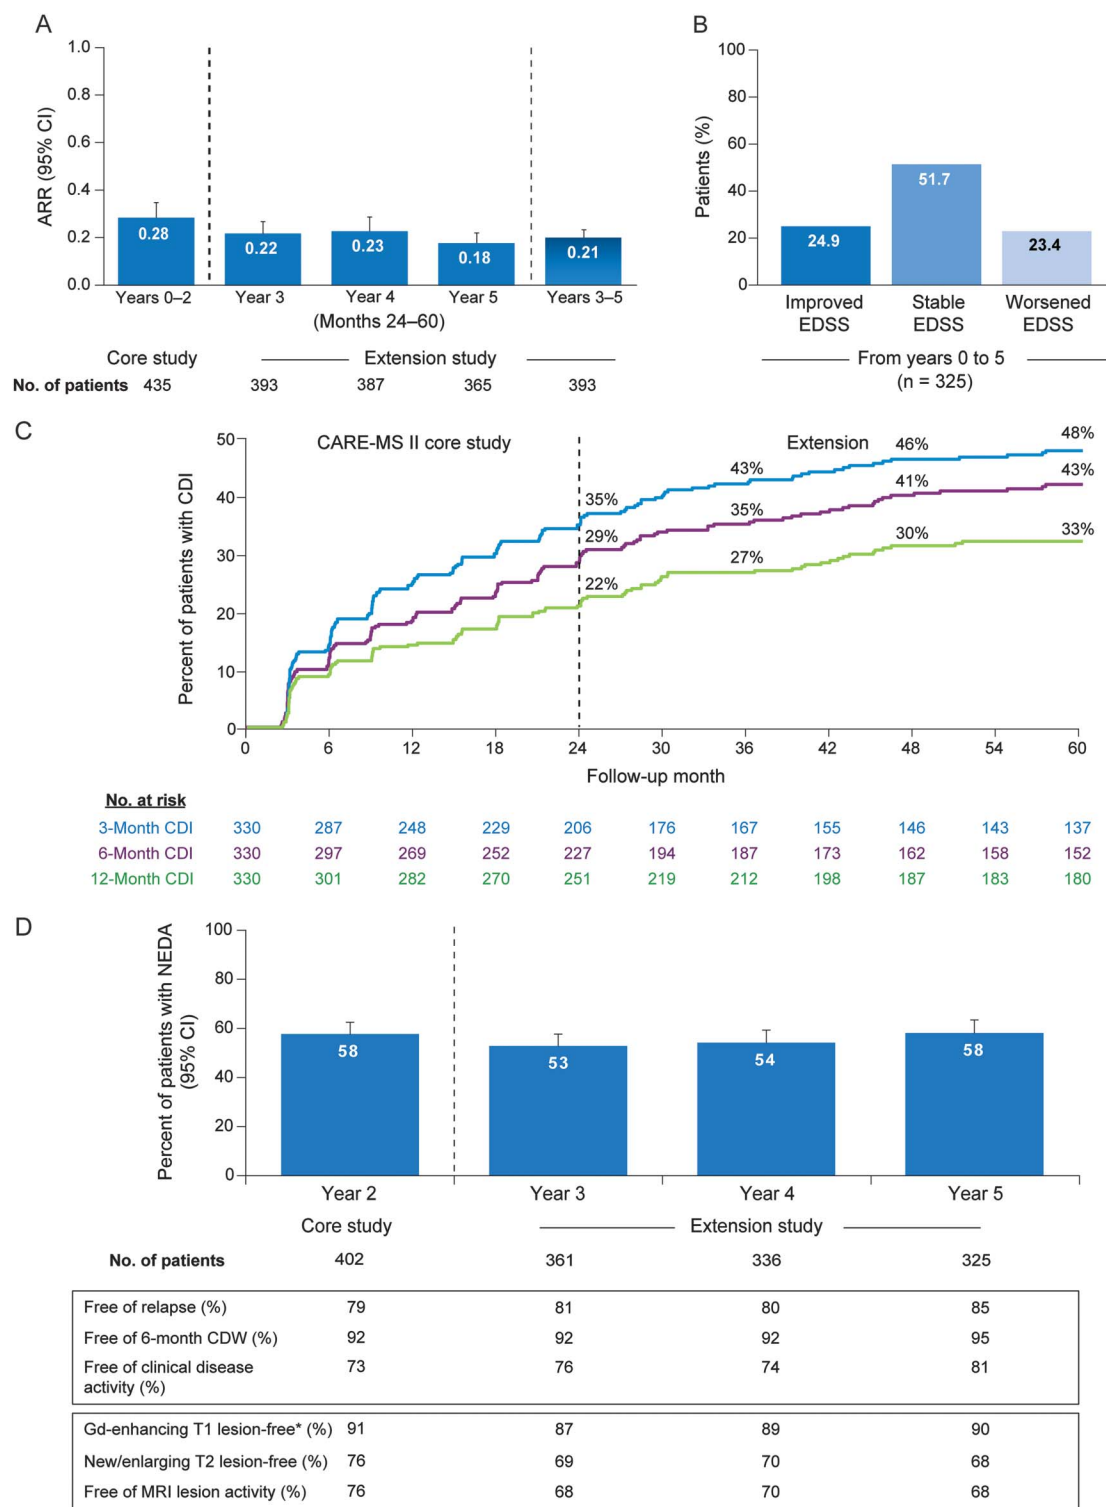 A
ARR (95% CI)
1.0
0.8
0.6
0.4
0.2
0.0
0.28
0.22
0.23
0.18
0.21
Years 0–2
Year 3
Year 4
Year 5
Years 3–5
(Months 24–60)
Core study
Extension study
No. of patients 435 393 387 365 393
B
Patients (%)
100
80
60
40
20
0
24.9
51.7
23.4
Improved EDSS
Stable EDSS
Worsened EDSS
From years 0 to 5
(n = 325)
C
CARE-MS II core study
Extension
Percent of patients with CDI
50
40
30
20
10
0
35% 43% 46% 48%
29% 35% 41% 43%
22% 27% 30% 33%
0 6 12 18 24 30 36 42 48 54 60
Follow-up month
No. at risk
3-Month CDI 330 287 248 229 206 176 167 155 146 143 137
6-Month CDI 330 297 269 252 227 194 187 173 162 158 152
12-Month CDI 330 301 282 270 251 219 212 198 187 183 180
D
Percent of patients with NEDA
(95% CI)
100
80
60
40
20
0
58
53
54
58
Year 2
Year 3
Year 4
Year 5
Core study
Extension study
No. of patients 402 361 336 325
Free of relapse (%) 79 81 80 85
Free of 6-month CDW (%) 92 92 92 95
Free of clinical disease
activity (%) 73 76 74 81
Gd-enhancing T1 lesion-free* (%) 91 87 89 90
New/enlarging T2 lesion-free (%) 76 69 70 68
Free of MRI lesion activity (%) 76 68 70 68